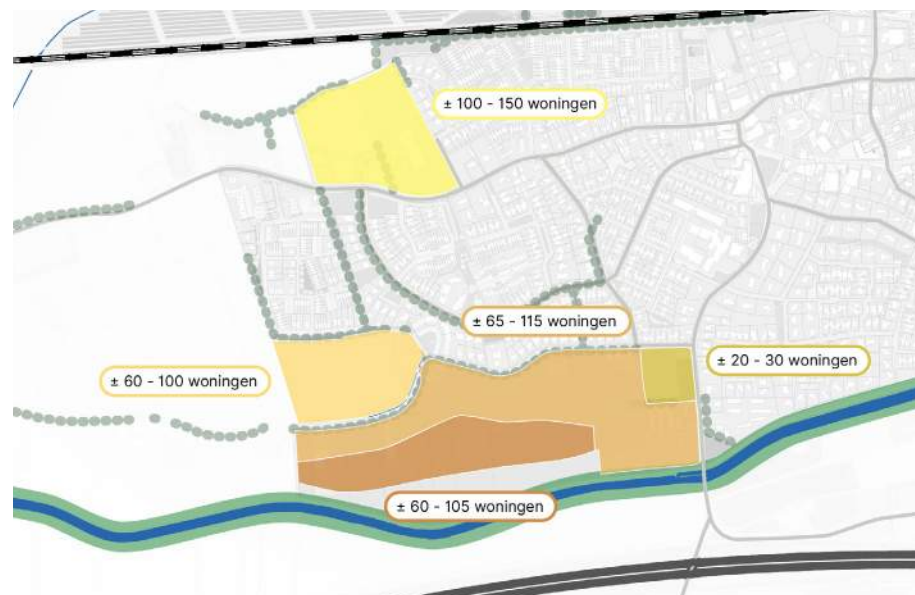 ± 100 - 150 woningen
± 65 - 115 woningen
± 20 - 30 woningen
± 60 - 100 woningen
± 60 - 105 woningen